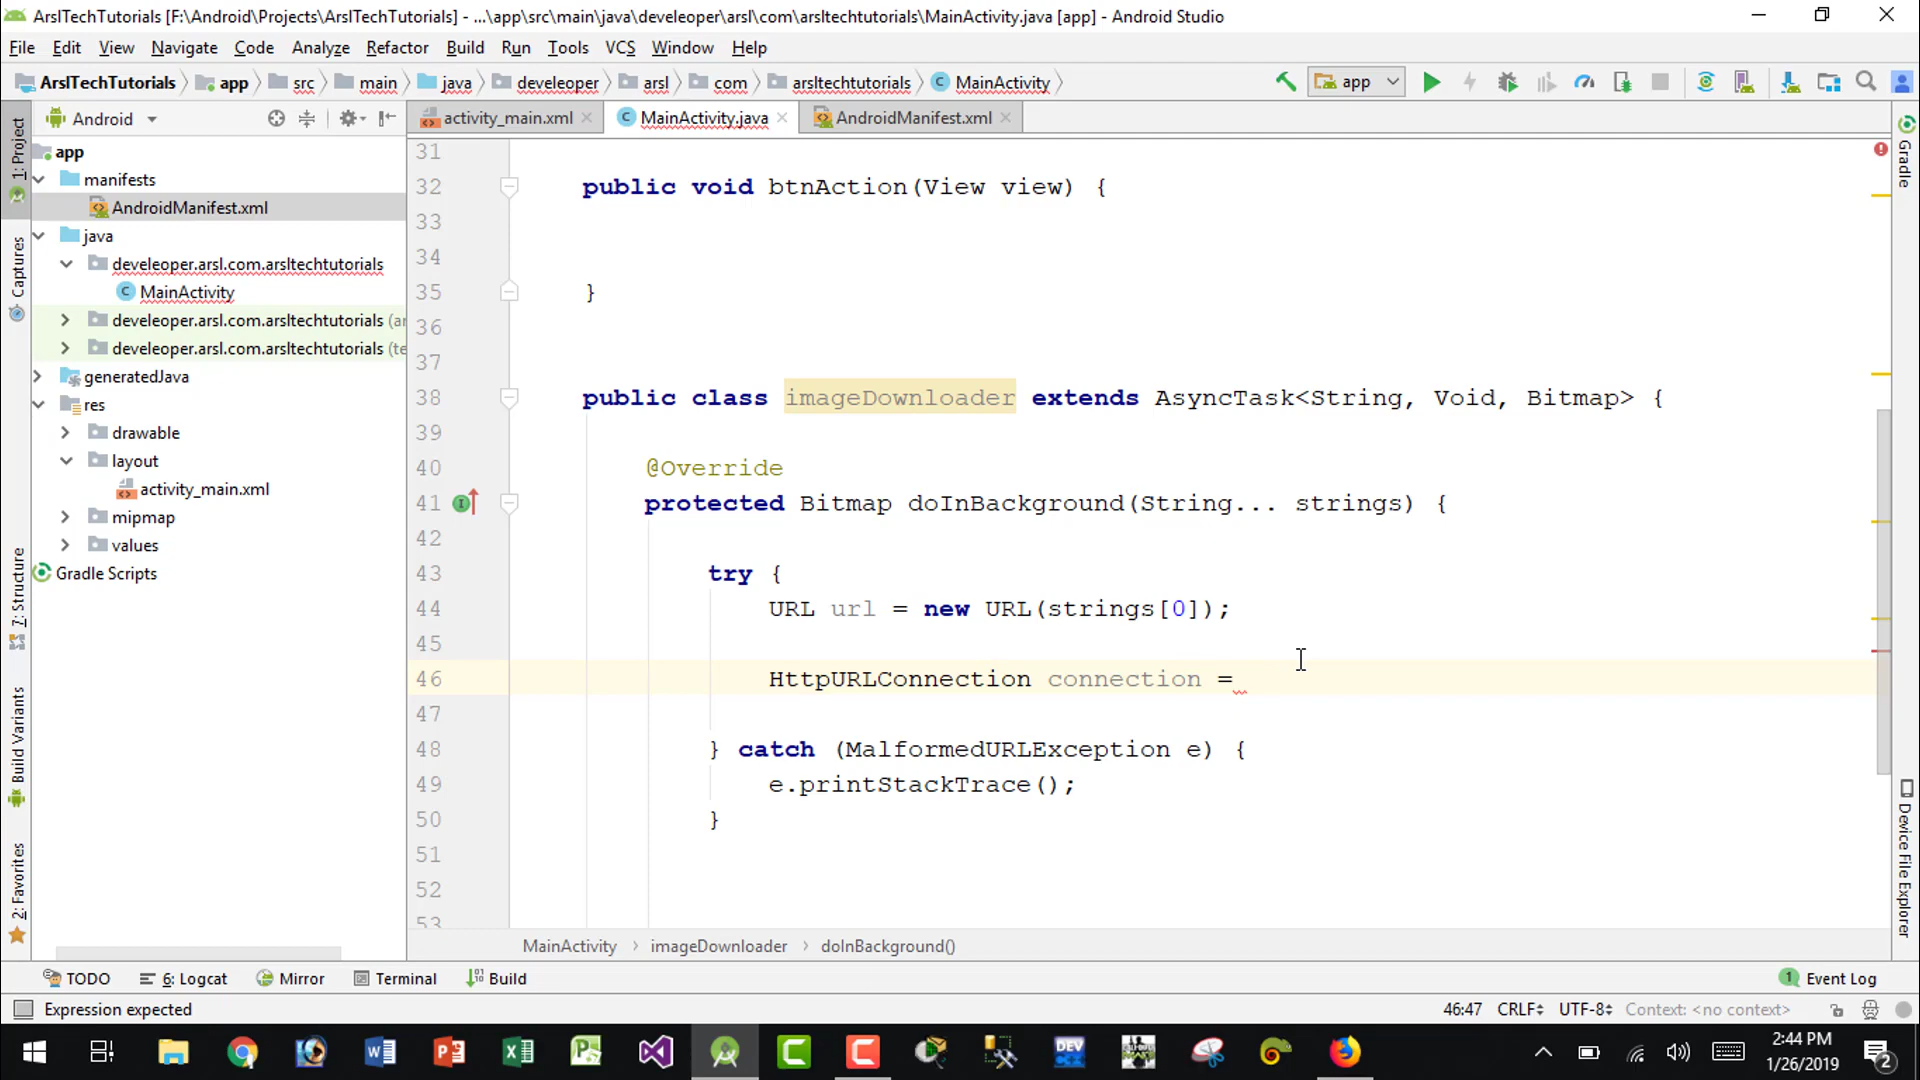 ArslTechTutorials [F:\Android\Projects\ArslTechTutorials] - ...\app\src\main\java\develeoper\arsl\com\arsltechtutorials\MainActivity.java [app] - Android Studio
File Edit View Navigate Code Analyze Refactor Build Run Tools VCS Window Help
ArslTechTutorials app src main java develeoper arsl com arsltechtutorials MainActivity app
Android
activity_main.xml MainActivity.java AndroidManifest.xml
1: Project
Captures
7: Structure
Build Variants
2: Favorites
app
manifests
AndroidManifest.xml
java
develeoper.arsl.com.arsltechtutorials
MainActivity
develeoper.arsl.com.arsltechtutorials (ar
develeoper.arsl.com.arsltechtutorials (te
generatedJava
res
drawable
layout
activity_main.xml
mipmap
values
Gradle Scripts
31
32 public void btnAction(View view) {
33
34
35 }
36
37
38 public class imageDownloader extends AsyncTask<String, Void, Bitmap> {
39
40 @Override
41 protected Bitmap doInBackground(String... strings) {
42
43 try {
44 URL url = new URL(strings[0]);
45
46 HttpURLConnection connection =
47
48 } catch (MalformedURLException e) {
49 e.printStackTrace();
50 }
51
52
53
Gradle
Device File Explorer
MainActivity imageDownloader doInBackground()
TODO 6: Logcat Mirror Terminal Build 1 Event Log
Expression expected 46:47 CRLF UTF-8 Context: <no context>
2:44 PM
1/26/2019
2